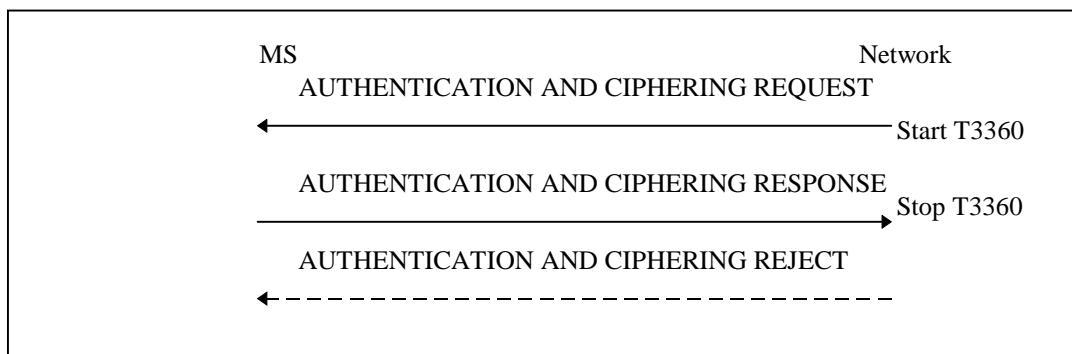 MS Network
AUTHENTICATION AND CIPHERING REQUEST
Start T3360
AUTHENTICATION AND CIPHERING RESPONSE
Stop T3360
AUTHENTICATION AND CIPHERING REJECT